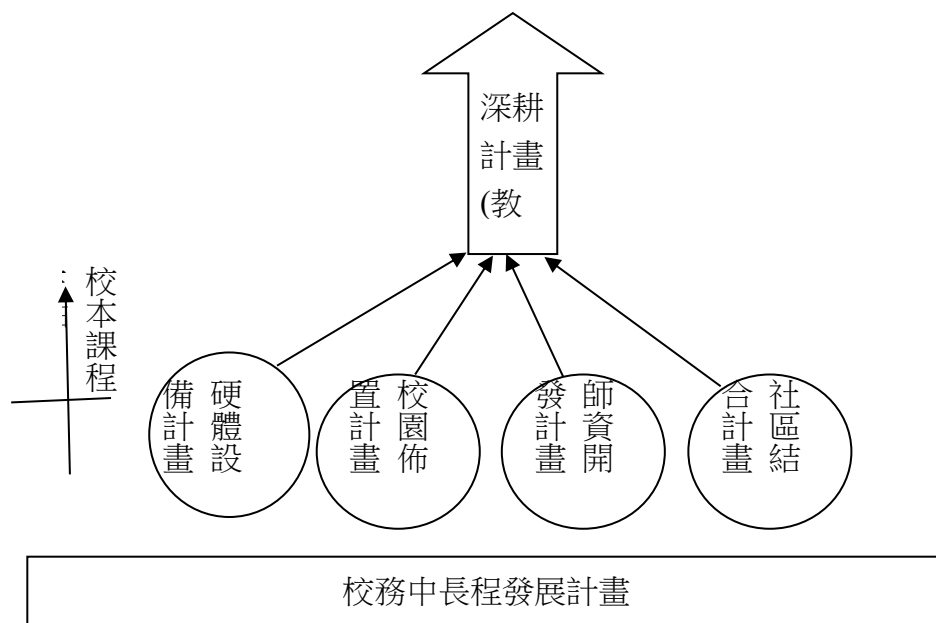 深耕
計畫
(教
校本課程
硬體設
備計畫
校園佈
置計畫
師資開
發計畫
社區結
合計畫
校務中長程發展計畫